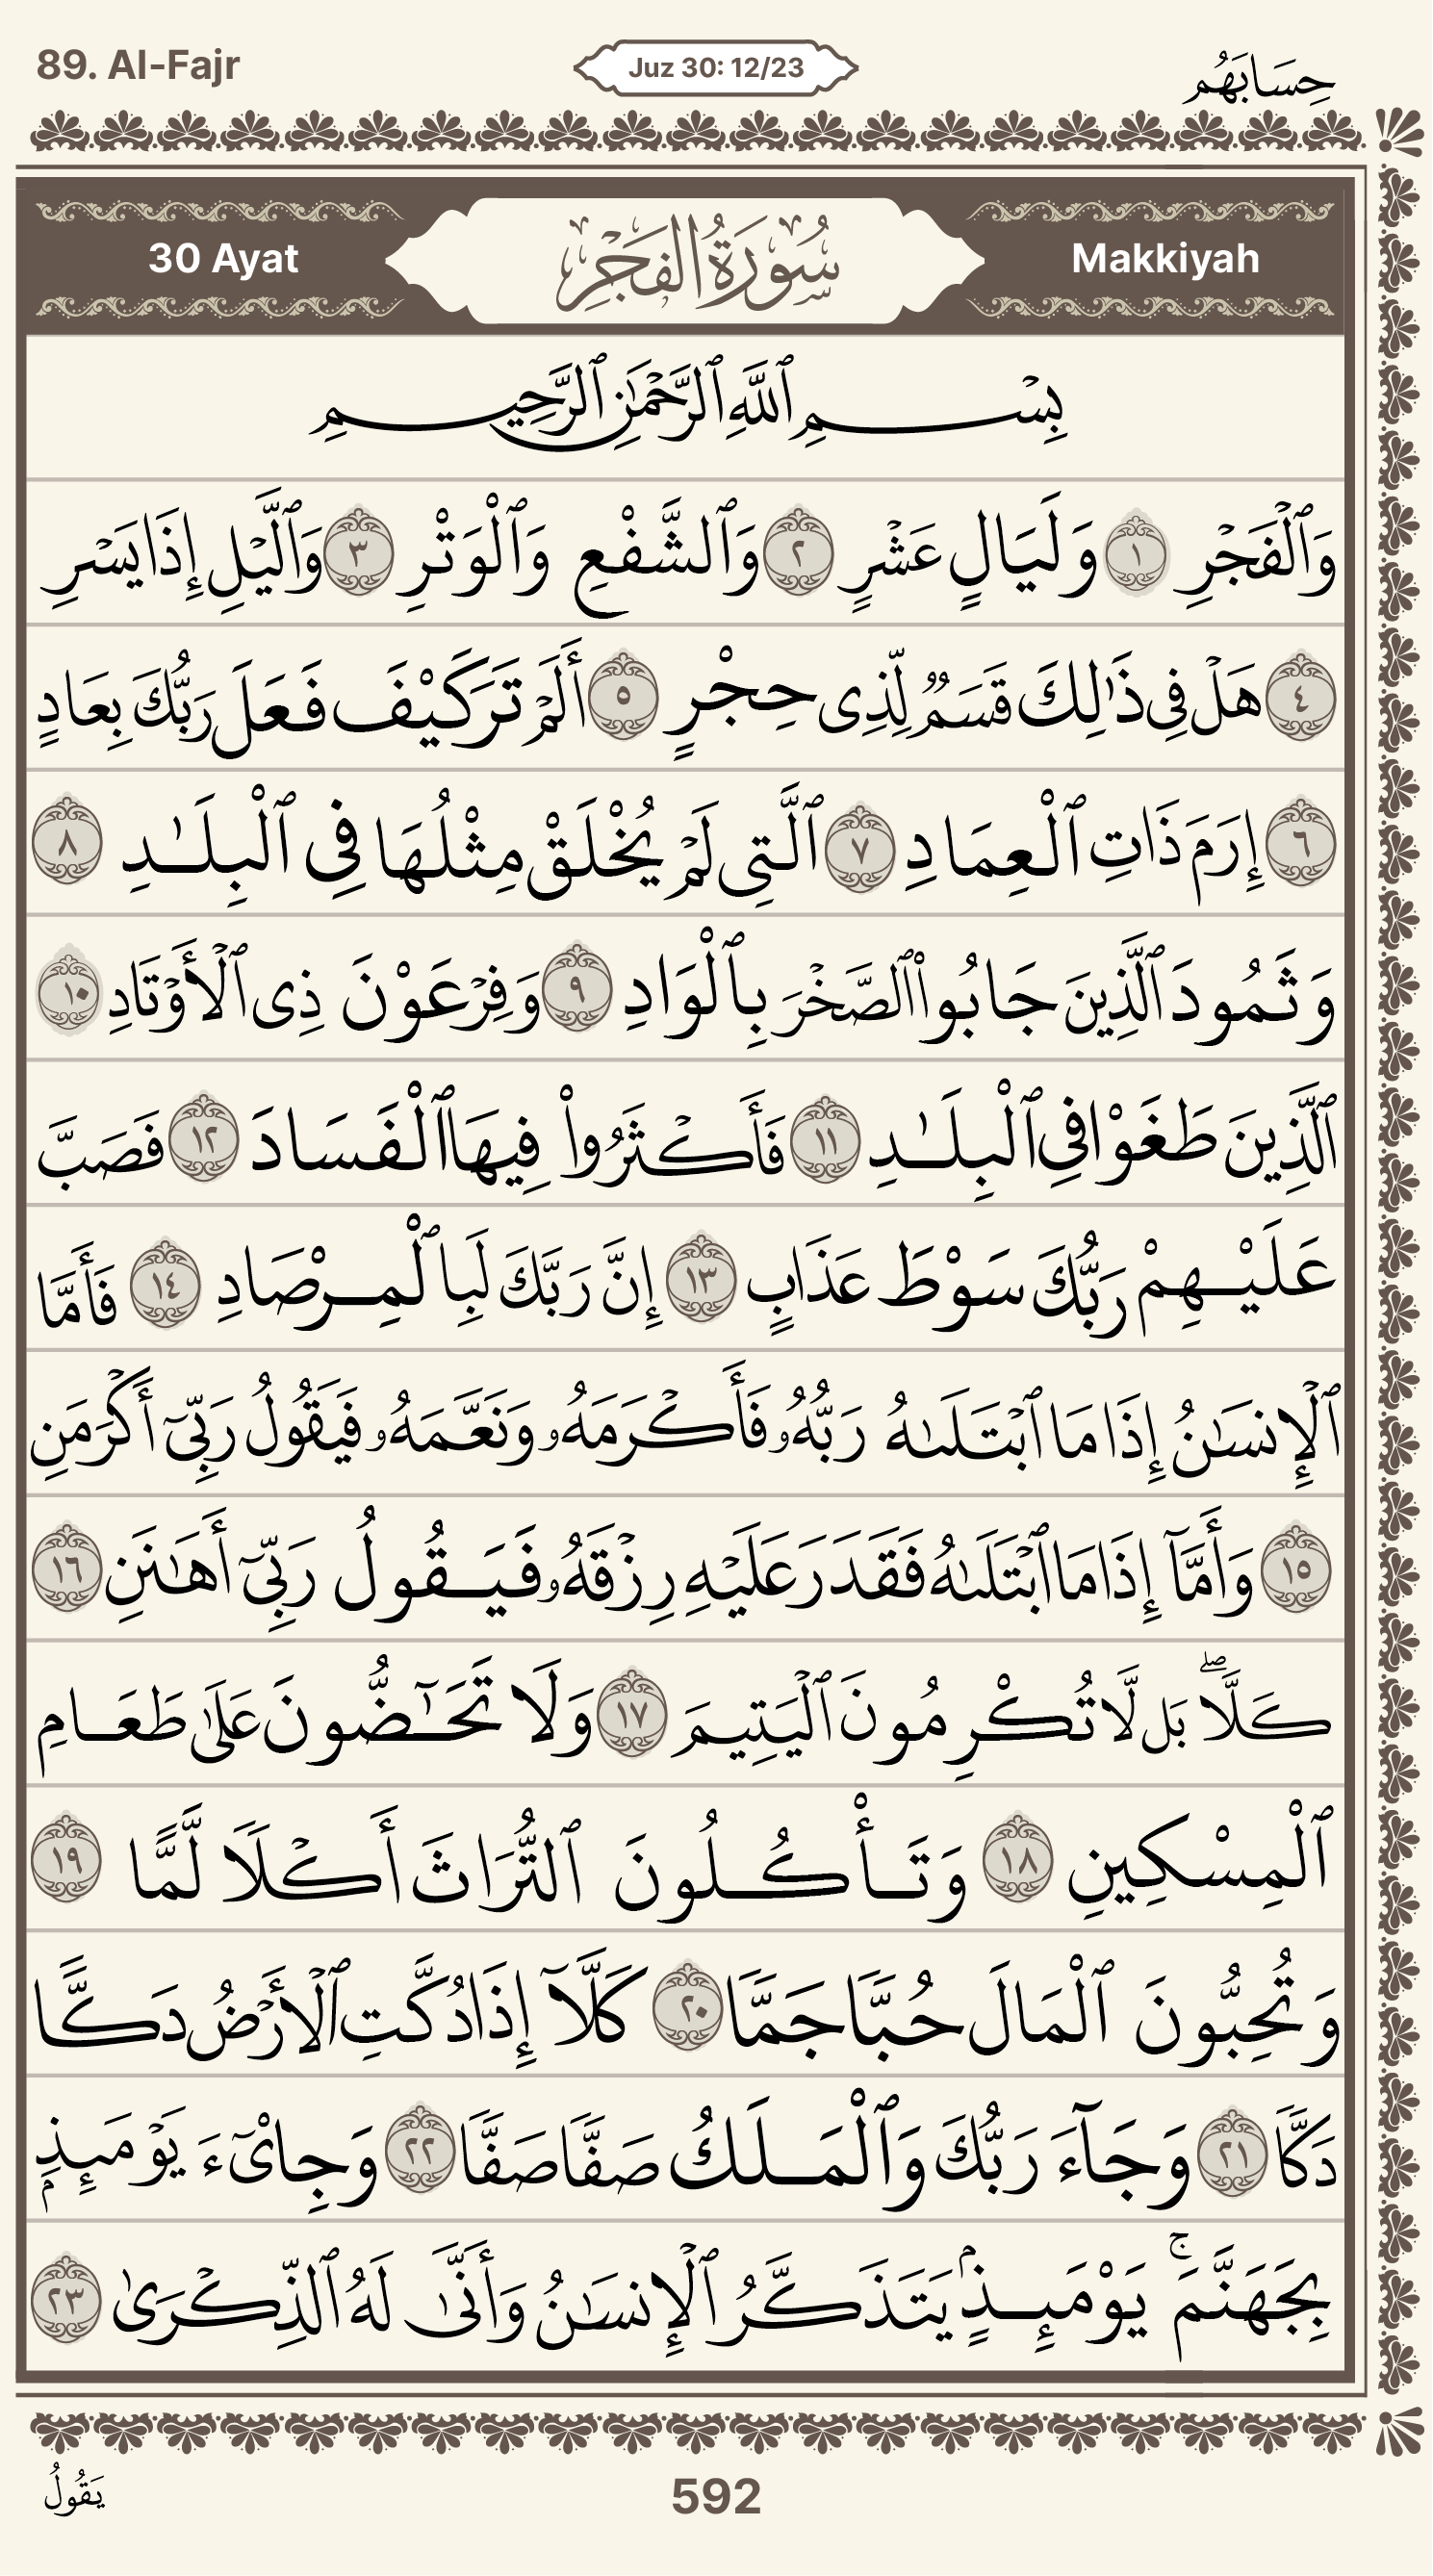 89. Al-Fajr
Juz 30: 12/23
حِسَابَهُم
30 Ayat
سُورَةُ الفَجْرِ
Makkiyah
بِسْمِ ٱللَّهِ ٱلرَّحْمَٰنِ ٱلرَّحِيمِ
وَٱلْفَجْرِ ١ وَلَيَالٍ عَشْرٍ ٢ وَٱلشَّفْعِ وَٱلْوَتْرِ ٣ وَٱلَّيْلِ إِذَا يَسْرِ
٤ هَلْ فِى ذَٰلِكَ قَسَمٌ لِّذِى حِجْرٍ ٥ أَلَمْ تَرَ كَيْفَ فَعَلَ رَبُّكَ بِعَادٍ
٦ إِرَمَ ذَاتِ ٱلْعِمَادِ ٧ ٱلَّتِى لَمْ يُخْلَقْ مِثْلُهَا فِى ٱلْبِلَٰدِ ٨
وَثَمُودَ ٱلَّذِينَ جَابُوا۟ ٱلصَّخْرَ بِٱلْوَادِ ٩ وَفِرْعَوْنَ ذِى ٱلْأَوْتَادِ ١٠
ٱلَّذِينَ طَغَوْا۟ فِى ٱلْبِلَٰدِ ١١ فَأَكْثَرُوا۟ فِيهَا ٱلْفَسَادَ ١٢ فَصَبَّ
عَلَيْهِمْ رَبُّكَ سَوْطَ عَذَابٍ ١٣ إِنَّ رَبَّكَ لَبِٱلْمِرْصَادِ ١٤ فَأَمَّا
ٱلْإِنسَٰنُ إِذَا مَا ٱبْتَلَىٰهُ رَبُّهُۥ فَأَكْرَمَهُۥ وَنَعَّمَهُۥ فَيَقُولُ رَبِّىٓ أَكْرَمَنِ
١٥ وَأَمَّآ إِذَا مَا ٱبْتَلَىٰهُ فَقَدَرَ عَلَيْهِ رِزْقَهُۥ فَيَقُولُ رَبِّىٓ أَهَٰنَنِ ١٦
كَلَّا ۖ بَل لَّا تُكْرِمُونَ ٱلْيَتِيمَ ١٧ وَلَا تَحَٰٓضُّونَ عَلَىٰ طَعَامِ
ٱلْمِسْكِينِ ١٨ وَتَأْكُلُونَ ٱلتُّرَاثَ أَكْلًا لَّمًّا ١٩
وَتُحِبُّونَ ٱلْمَالَ حُبًّا جَمًّا ٢٠ كَلَّآ إِذَا دُكَّتِ ٱلْأَرْضُ دَكًّا
دَكًّا ٢١ وَجَآءَ رَبُّكَ وَٱلْمَلَكُ صَفًّا صَفًّا ٢٢ وَجِا۟ىٓءَ يَوْمَئِذٍۭ
بِجَهَنَّمَ ۚ يَوْمَئِذٍ يَتَذَكَّرُ ٱلْإِنسَٰنُ وَأَنَّىٰ لَهُ ٱلذِّكْرَىٰ ٢٣
يَقُولُ
592